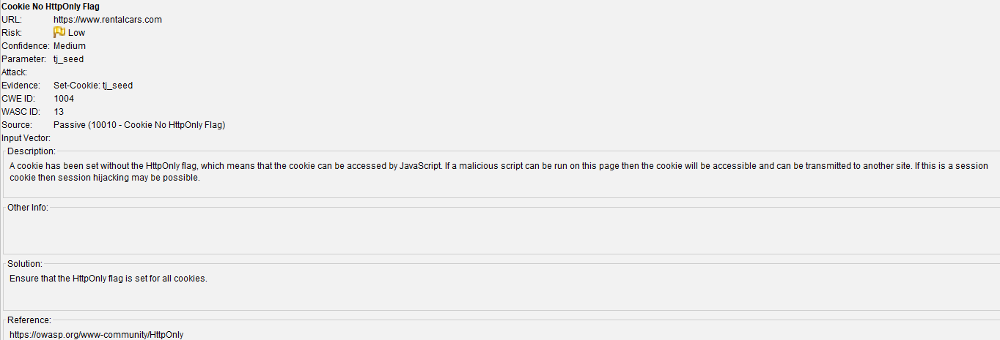 Cookie No HttpOnly Flag
URL: https://www.rentalcars.com
Risk: Low
Confidence: Medium
Parameter: tj_seed
Attack:
Evidence: Set-Cookie: tj_seed
CWE ID: 1004
WASC ID: 13
Source: Passive (10010 - Cookie No HttpOnly Flag)
Input Vector:
Description:
A cookie has been set without the HttpOnly flag, which means that the cookie can be accessed by JavaScript. If a malicious script can be run on this page then the cookie will be accessible and can be transmitted to another site. If this is a session
cookie then session hijacking may be possible.
Other Info:
Solution:
Ensure that the HttpOnly flag is set for all cookies.
Reference:
https://owasp.org/www-community/HttpOnly